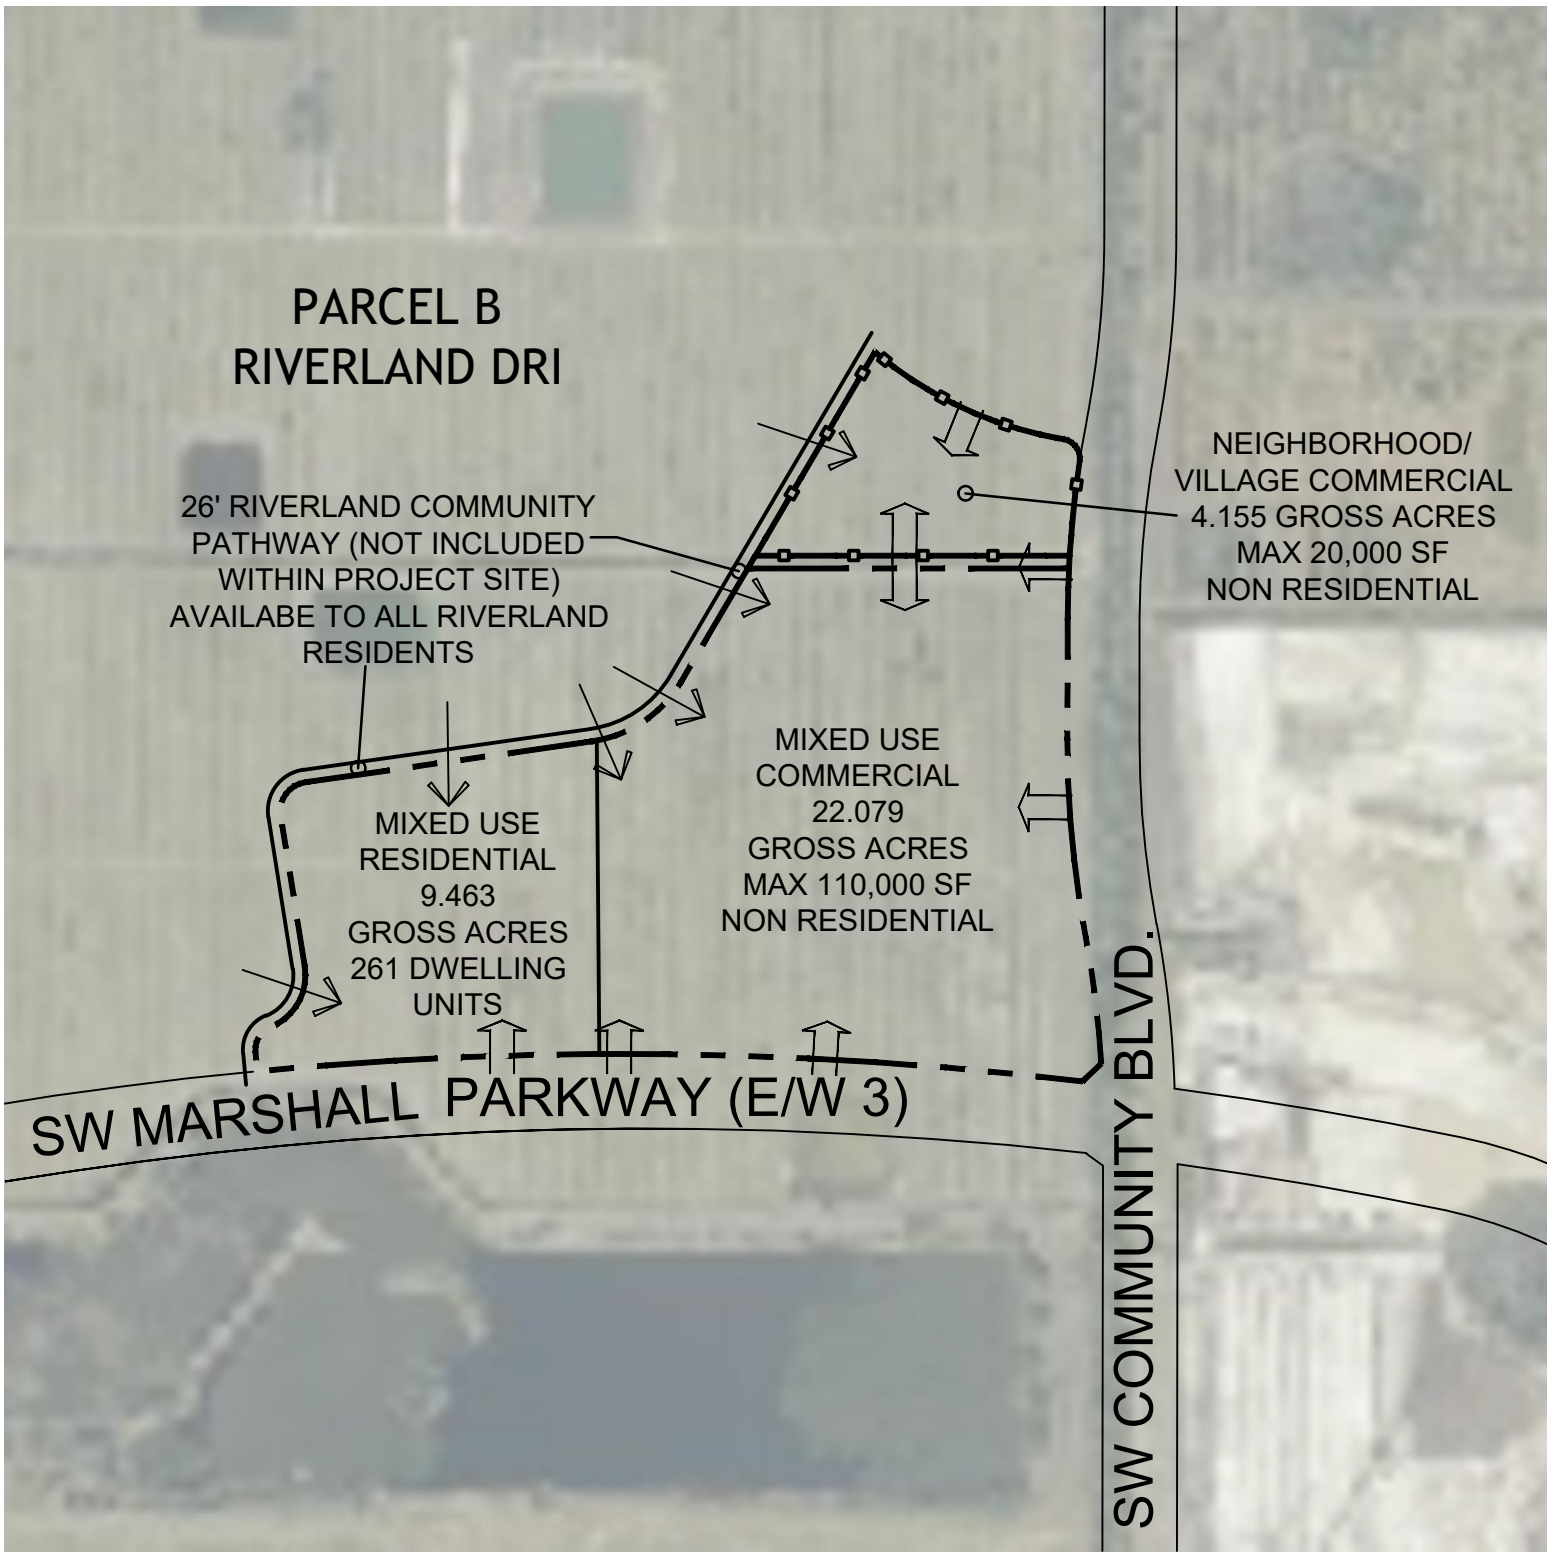 PARCEL B
RIVERLAND DRI
26' RIVERLAND COMMUNITY
PATHWAY (NOT INCLUDED
WITHIN PROJECT SITE)
AVAILABE TO ALL RIVERLAND
RESIDENTS
NEIGHBORHOOD/
VILLAGE COMMERCIAL
4.155 GROSS ACRES
MAX 20,000 SF
NON RESIDENTIAL
MIXED USE
COMMERCIAL
22.079
GROSS ACRES
MAX 110,000 SF
NON RESIDENTIAL
MIXED USE
RESIDENTIAL
9.463
GROSS ACRES
261 DWELLING
UNITS
SW MARSHALL PARKWAY (E/W 3)
SW COMMUNITY BLVD.